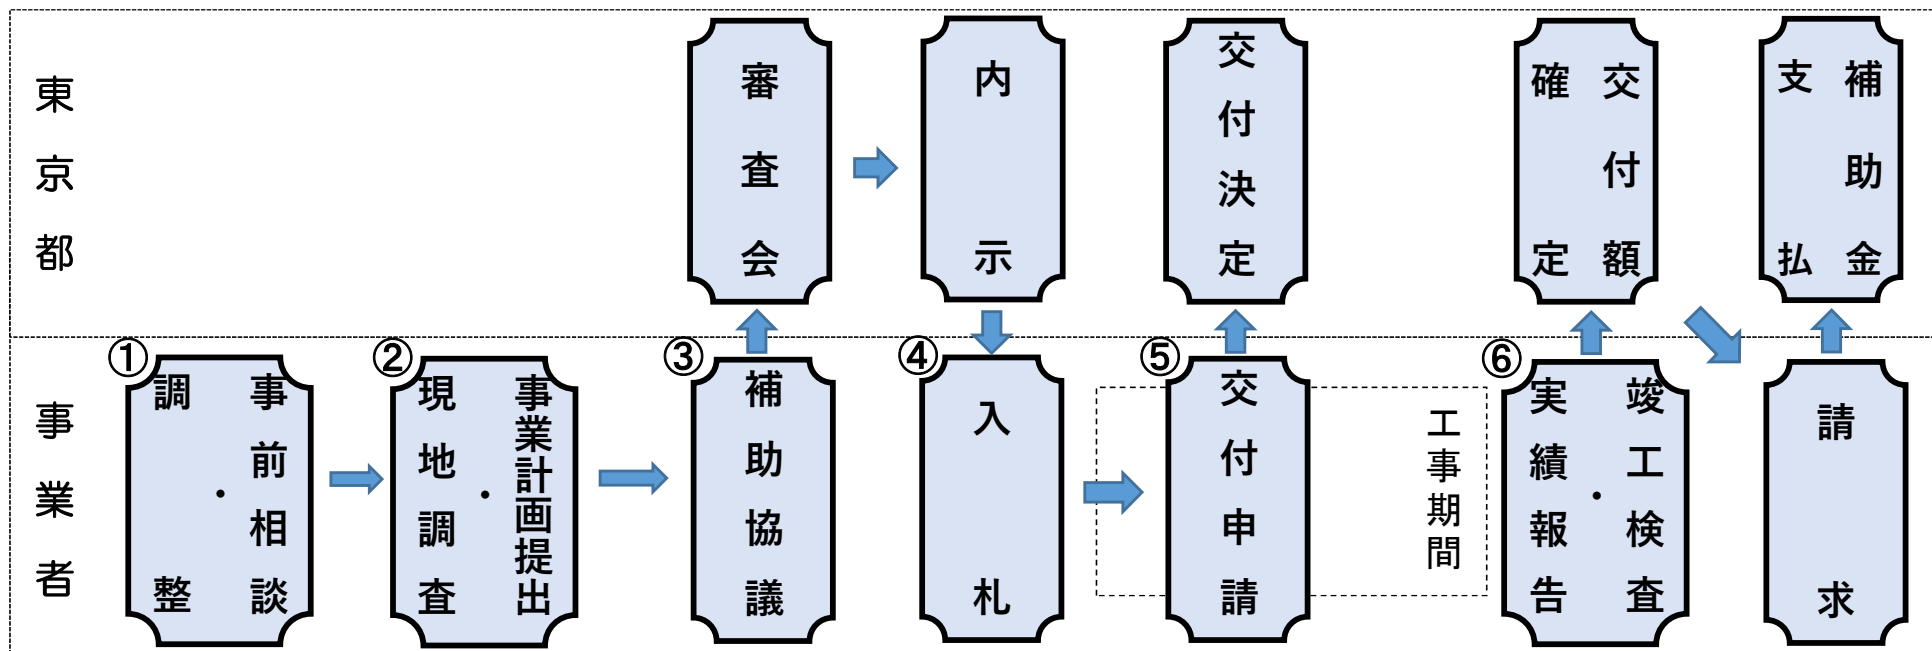 東京都
審査会
内示
交付決定
交付額
確定
補助金
支払
事業者
①
事前相談
・
調整
②
事業計画提出
・
現地調査
③
補助協議
④
入札
⑤
交付申請
工事期間
⑥
竣工検査
・
実績報告
請求